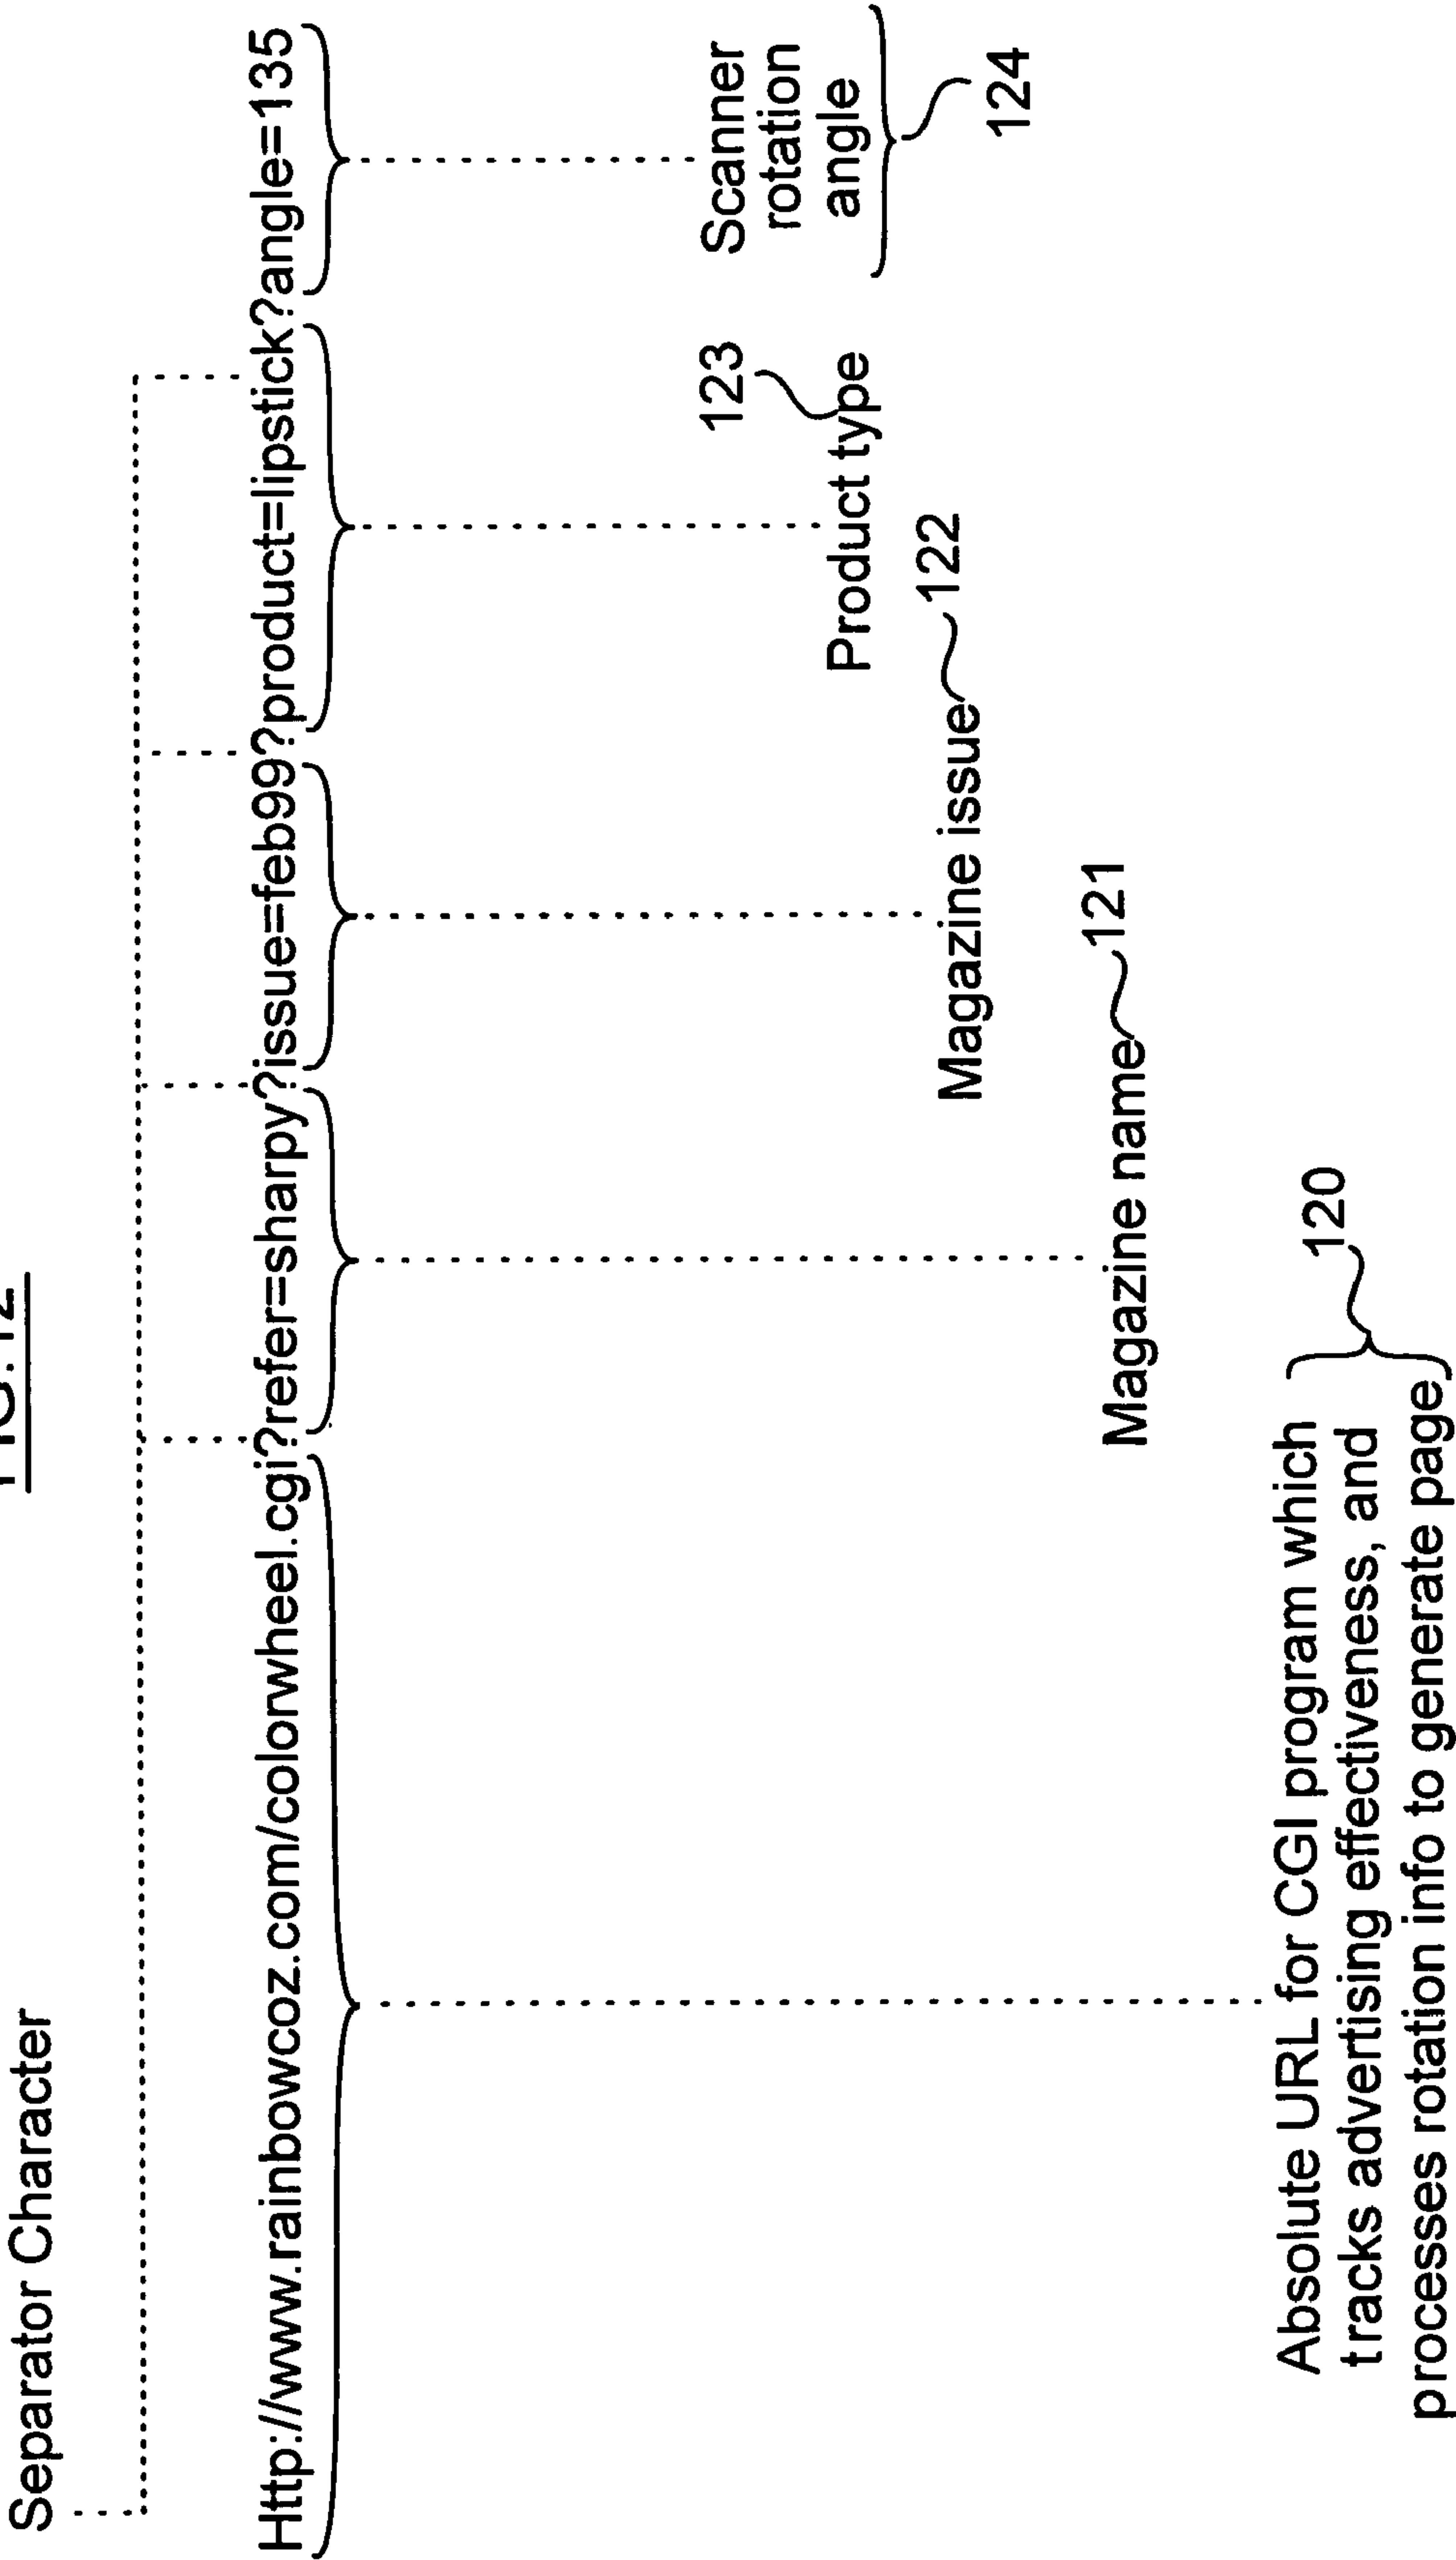 FIG. 12
Separator Character
Http://www.rainbowcoz.com/colorwheel.cgi?refer=sharpy?issue=feb99?product=lipstick?angle=135
Scanner
rotation
angle
124
123
Product type
122
Magazine issue
121
Magazine name
120
Absolute URL for CGI program which
tracks advertising effectiveness, and
processes rotation info to generate page